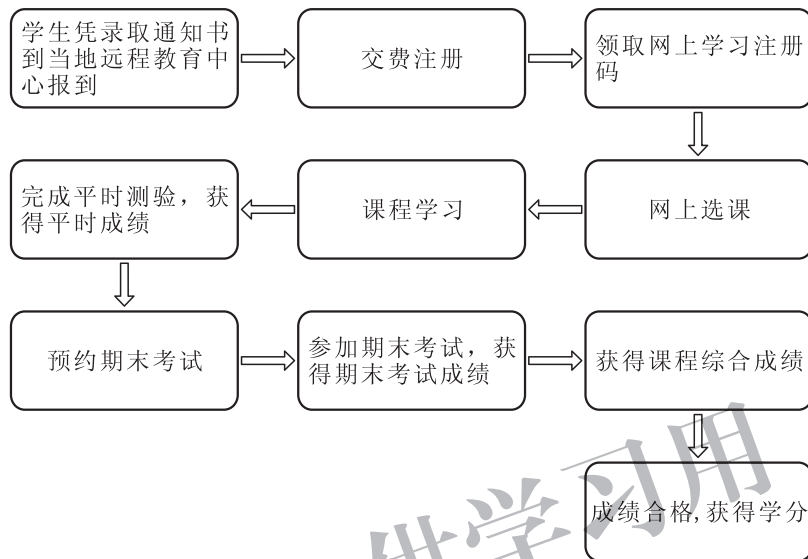 学生凭录取通知书
到当地远程教育中
心报到
交费注册
领取网上学习注册
码
完成平时测验，获
得平时成绩
课程学习
网上选课
预约期末考试
参加期末考试，获
得期末考试成绩
获得课程综合成绩
成绩合格,获得学分
供学习用